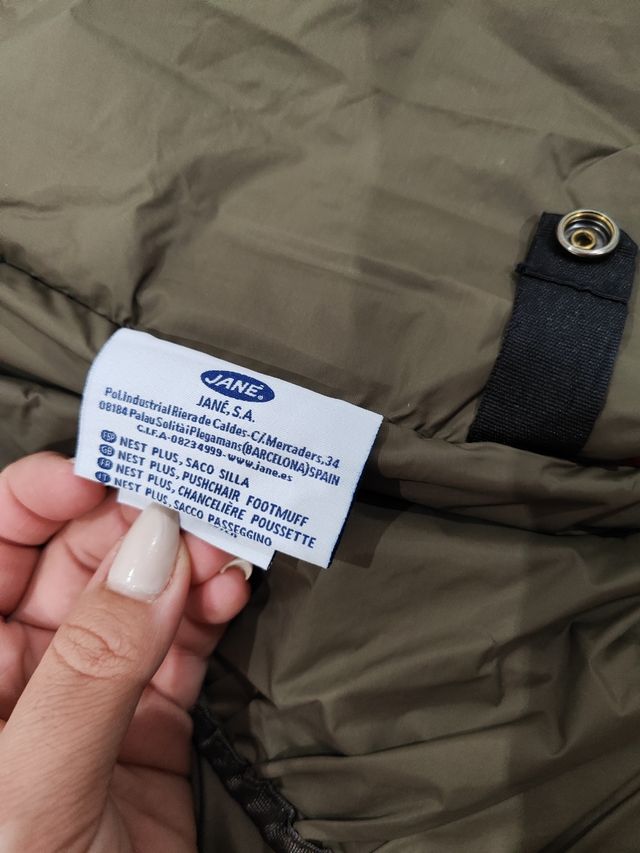 JANÉ®
JANÉ, S.A.
Pol.Industrial Riera de Caldes-C/.Mercaders,34
08184 Palau Solità i Plegamans (BARCELONA) SPAIN
C.I.F.A-08234999-www.jane.es
ESP NEST PLUS, SACO SILLA
GB NEST PLUS, PUSHCHAIR FOOTMUFF
FR NEST PLUS, CHANCELIÈRE POUSSETTE
IT NEST PLUS, SACCO PASSEGGINO